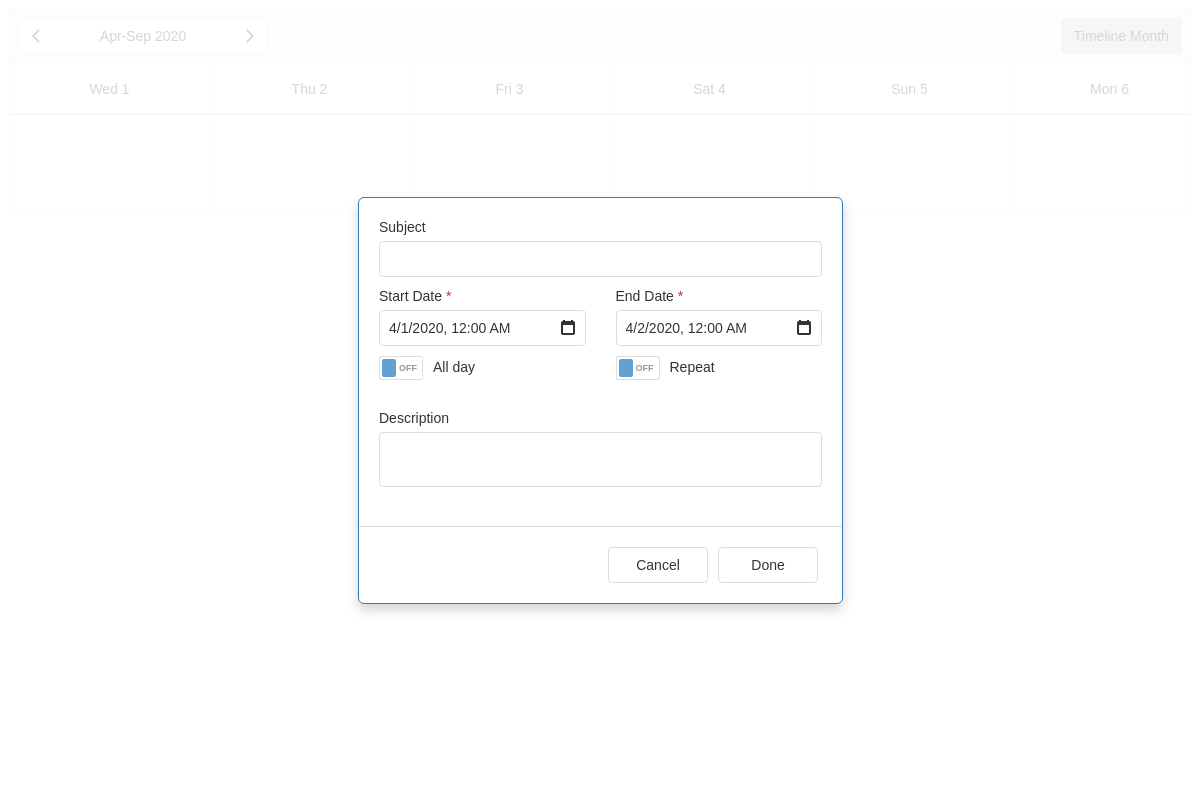 Apr-Sep 2020 Timeline Month
Wed 1 Thu 2 Fri 3 Sat 4 Sun 5 Mon 6
Subject
Start Date * End Date *
4/1/2020, 12:00 AM 4/2/2020, 12:00 AM
OFF All day OFF Repeat
Description
Cancel Done